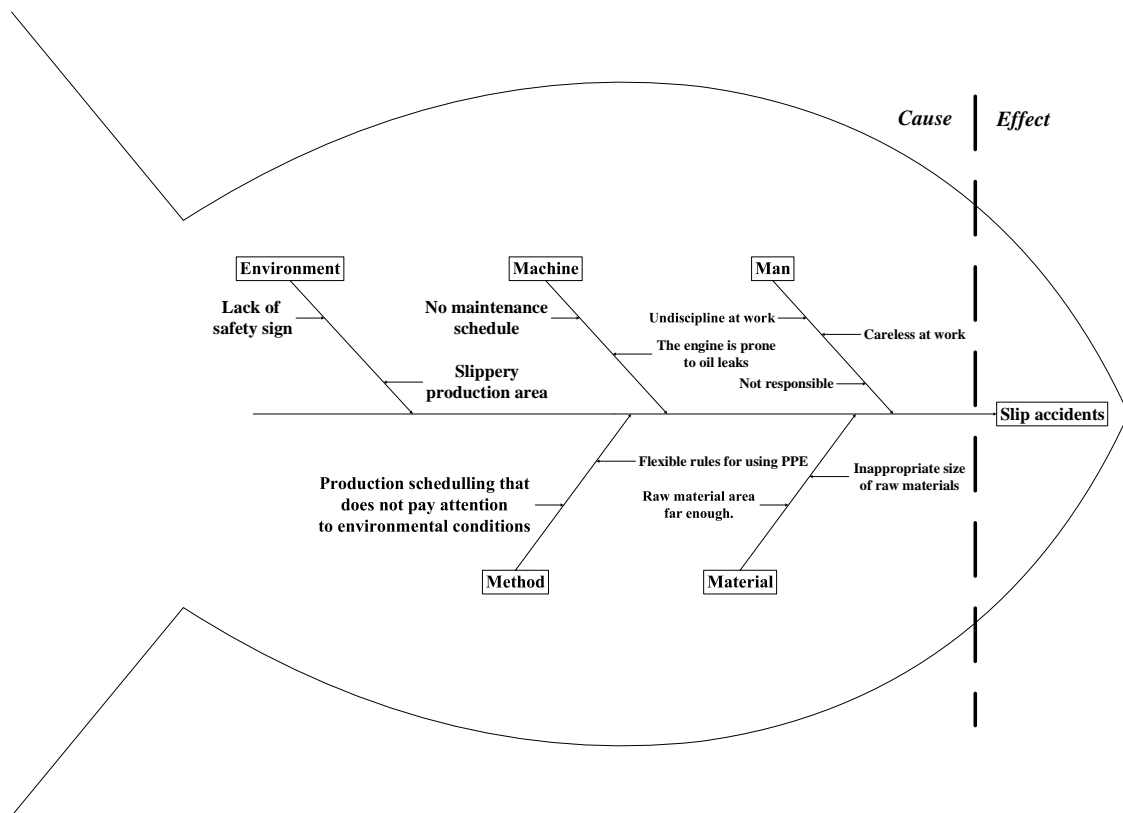 Cause
Effect
Environment
Machine
Man
Lack of
safety sign
No maintenance
schedule
Undiscipline at work
Careless at work
The engine is prone
to oil leaks
Slippery
production area
Not responsible
Slip accidents
Flexible rules for using PPE
Inappropriate size
of raw materials
Production schedulling that
does not pay attention
to environmental conditions
Raw material area
far enough.
Method
Material